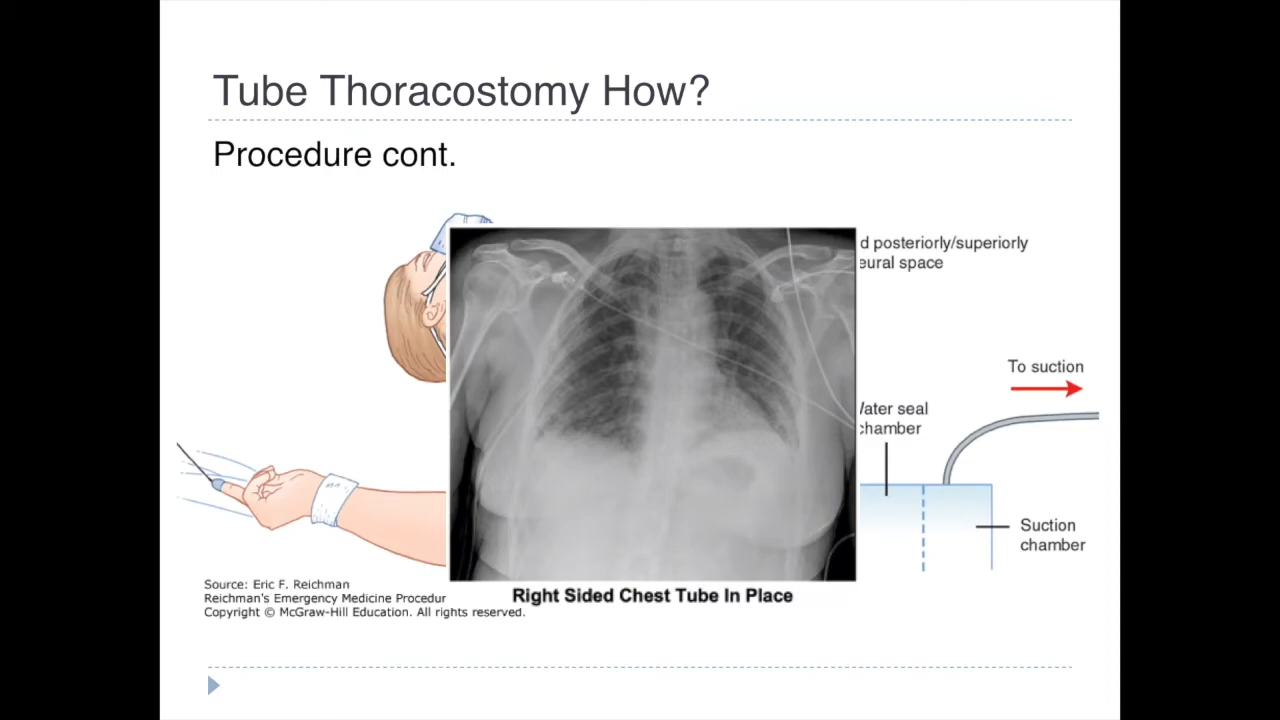 Tube Thoracostomy How?
Procedure cont.
d posteriorly/superiorly
eural space
To suction
Vater seal
chamber
Suction
chamber
Source: Eric F. Reichman
Reichman's Emergency Medicine Procedur
Copyright © McGraw-Hill Education. All rights reserved.
Right Sided Chest Tube In Place